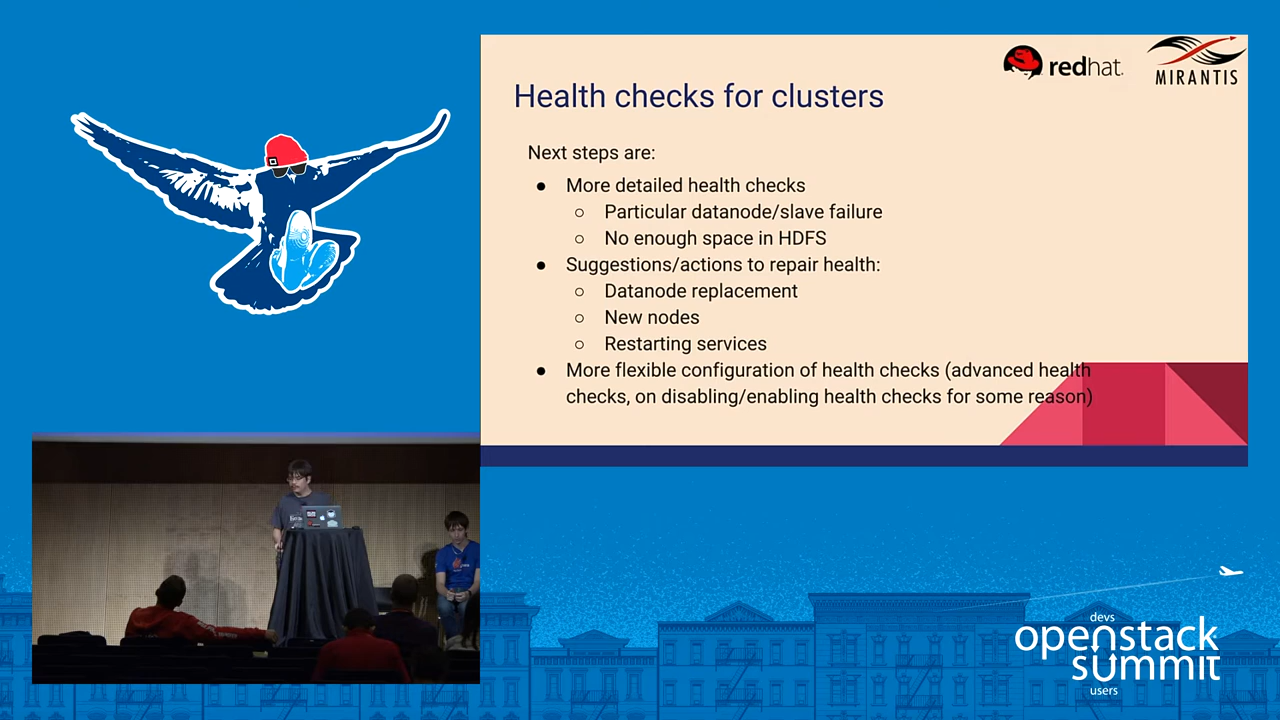 redhat.
MIRANTIS
Health checks for clusters
Next steps are:
● More detailed health checks
○ Particular datanode/slave failure
○ No enough space in HDFS
● Suggestions/actions to repair health:
○ Datanode replacement
○ New nodes
○ Restarting services
● More flexible configuration of health checks (advanced health
checks, on disabling/enabling health checks for some reason)
devs
openstack
summit
users